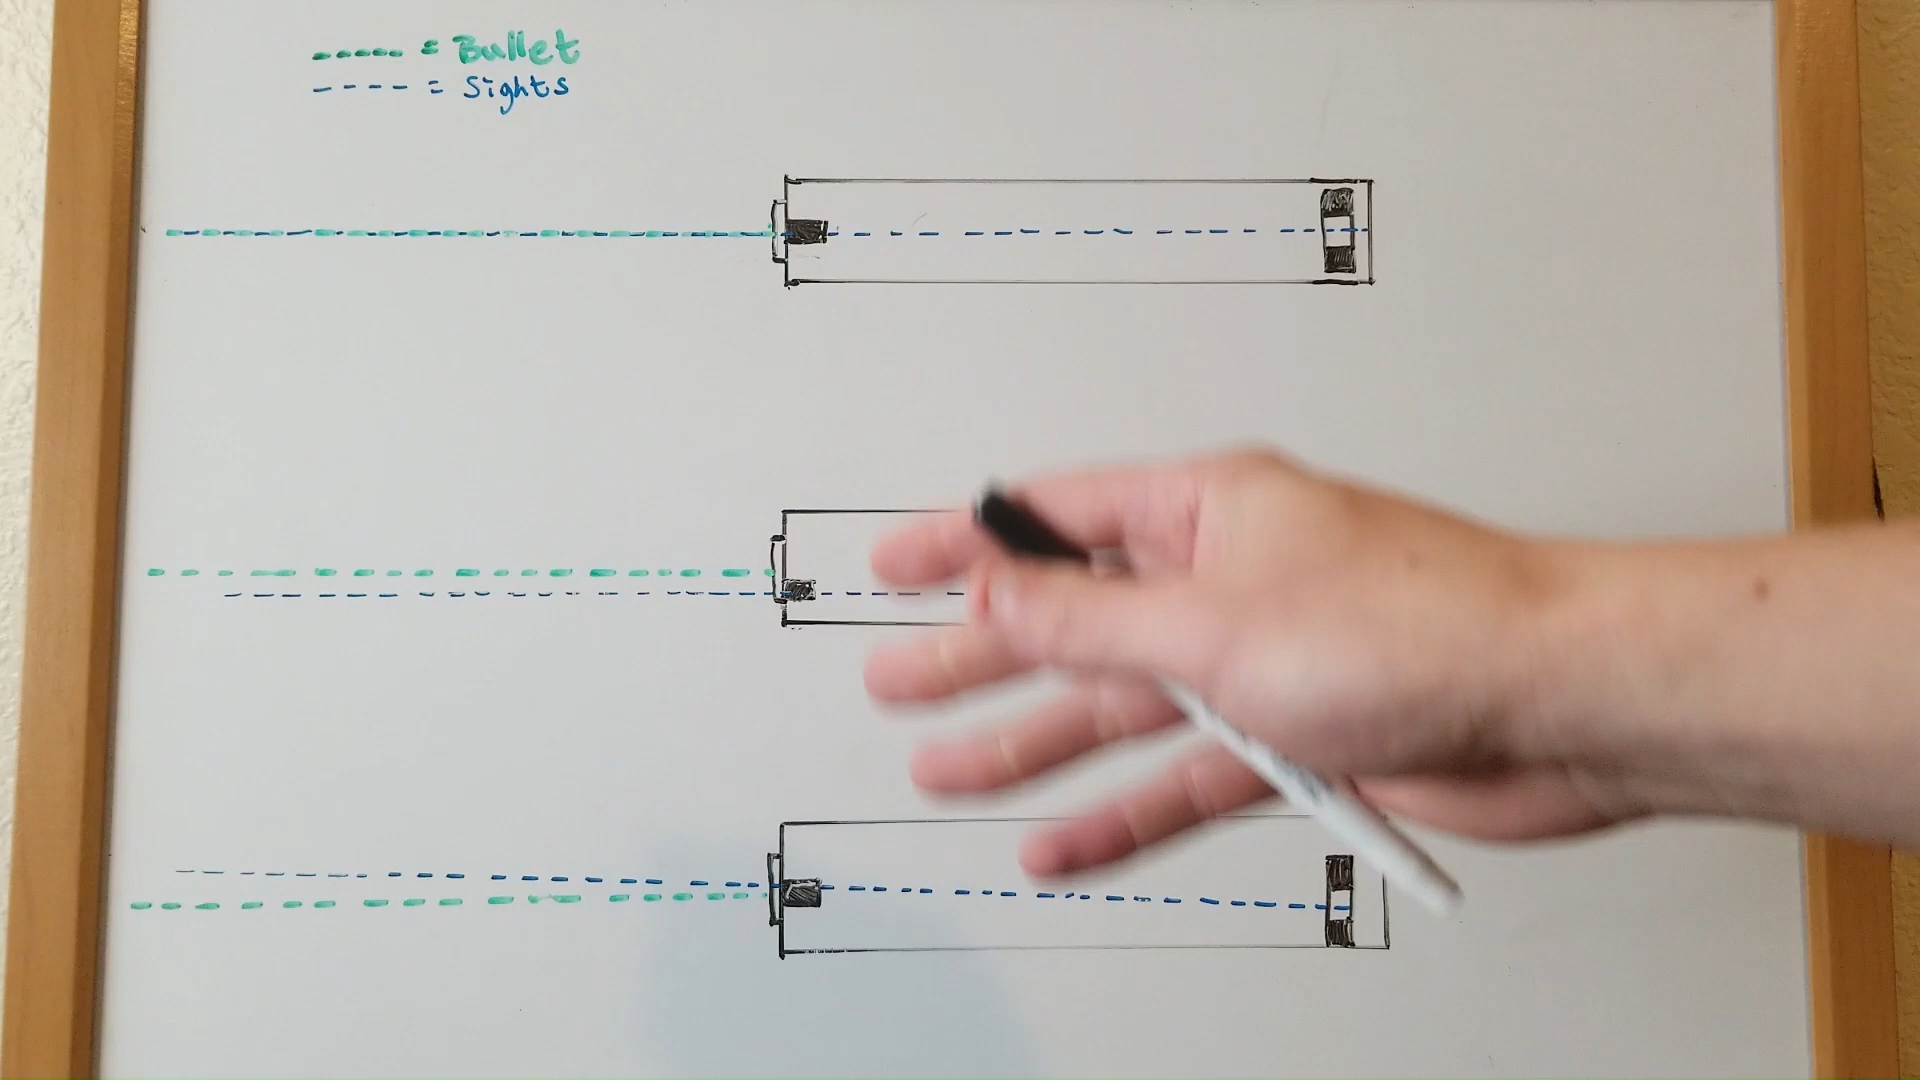 = Bullet
= Sights